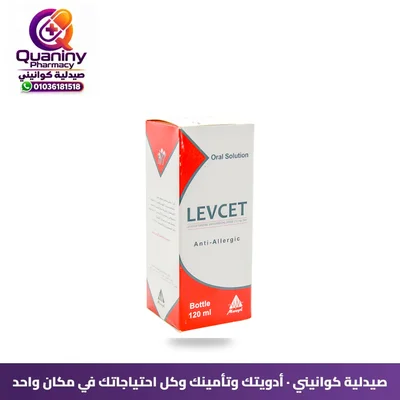 Quaniny
Pharmacy
صيدلية كوانيني
01036181518
Oral Solution
LEVCET
Anti-Allergic
Bottle
120 ml
صيدلية كوانيني - أدويتك وتأمينك وكل احتياجاتك في مكان واحد